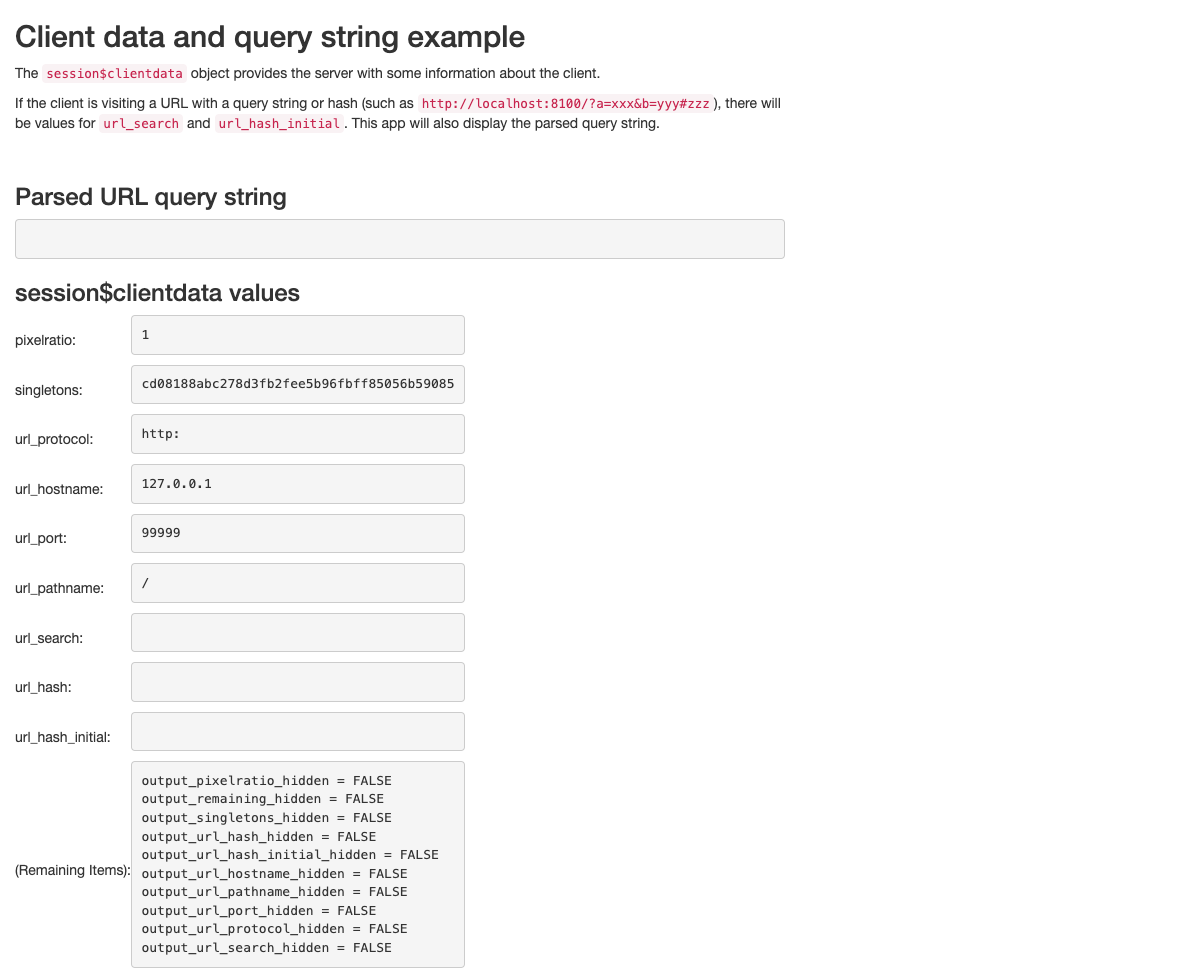 Client data and query string example
The session$clientdata object provides the server with some information about the client.
If the client is visiting a URL with a query string or hash (such as http://localhost:8100/?a=xxx&b=yyy#zzz ), there will
be values for url_search and url_hash_initial. This app will also display the parsed query string.
Parsed URL query string
session$clientdata values
pixelratio: 1
singletons: cd08188abc278d3fb2fee5b96fbff85056b59085
url_protocol: http:
url_hostname: 127.0.0.1
url_port: 99999
url_pathname: /
url_search:
url_hash:
url_hash_initial:
(Remaining Items):
output_pixelratio_hidden = FALSE
output_remaining_hidden = FALSE
output_singletons_hidden = FALSE
output_url_hash_hidden = FALSE
output_url_hash_initial_hidden = FALSE
output_url_hostname_hidden = FALSE
output_url_pathname_hidden = FALSE
output_url_port_hidden = FALSE
output_url_protocol_hidden = FALSE
output_url_search_hidden = FALSE